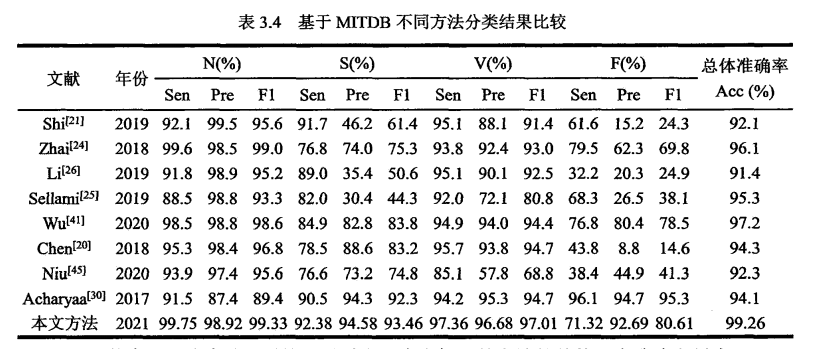 表 3.4 基于 MITDB 不同方法分类结果比较
文献 年份 N(%) S(%) V(%) F(%) 总体准确率 Acc (%)
Sen Pre F1 Sen Pre F1 Sen Pre F1 Sen Pre F1
Shi[21] 2019 92.1 99.5 95.6 91.7 46.2 61.4 95.1 88.1 91.4 61.6 15.2 24.3 92.1
Zhai[24] 2018 99.6 98.5 99.0 76.8 74.0 75.3 93.8 92.4 93.0 79.5 62.3 69.8 96.1
Li[26] 2019 91.8 98.9 95.2 89.0 35.4 50.6 95.1 90.1 92.5 32.2 20.3 24.9 91.4
Sellami[25] 2019 88.5 98.8 93.3 82.0 30.4 44.3 92.0 72.1 80.8 68.3 26.5 38.1 95.3
Wu[41] 2020 98.5 98.8 98.6 84.9 82.8 83.8 94.9 94.0 94.4 76.8 80.4 78.5 97.2
Chen[20] 2018 95.3 98.4 96.8 78.5 88.6 83.2 95.7 93.8 94.7 43.8 8.8 14.6 94.3
Niu[45] 2020 93.9 97.4 95.6 76.6 73.2 74.8 85.1 57.8 68.8 38.4 44.9 41.3 92.3
Acharyaa[30] 2017 91.5 87.4 89.4 90.5 94.3 92.3 94.2 95.3 94.7 96.1 94.7 95.3 94.1
本文方法 2021 99.75 98.92 99.33 92.38 94.58 93.46 97.36 96.68 97.01 71.32 92.69 80.61 99.26